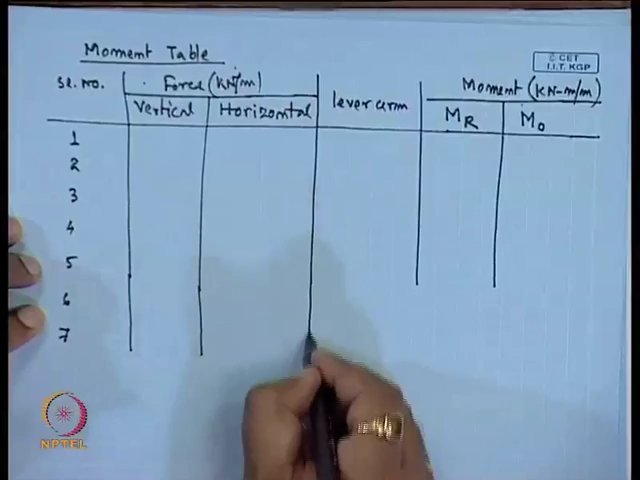 Moment Table
© CET
I.I.T. KGP
SL. NO. Force (kN/m) lever arm Moment (kN-m/m)
Vertical Horizontal MR Mo
1
2
3
4
5
6
7
NPTEL